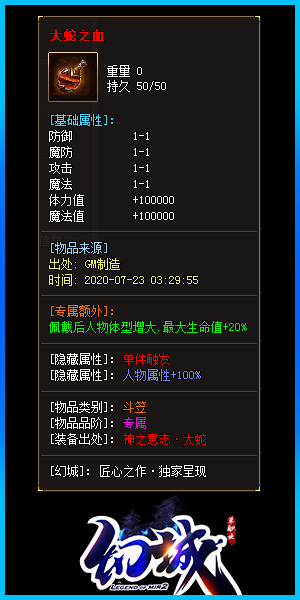 大蛇之血
重量 0
持久 50/50
[基础属性]:
防御 1-1
魔防 1-1
攻击 1-1
魔法 1-1
体力值 +100000
魔法值 +100000
[物品来源]
出处: GM制造
时间: 2020-07-23 03:29:55
[专属额外]:
佩戴后人物体型增大.最大生命值+20%
[隐藏属性]: 单件触发
[隐藏属性]: 人物属性+100%
[物品类别]: 斗笠
[物品品阶]: 专属
[装备出处]: 神之意志·大蛇
[幻城]: 匠心之作·独家呈现
幻城
LEGEND OF MIR2